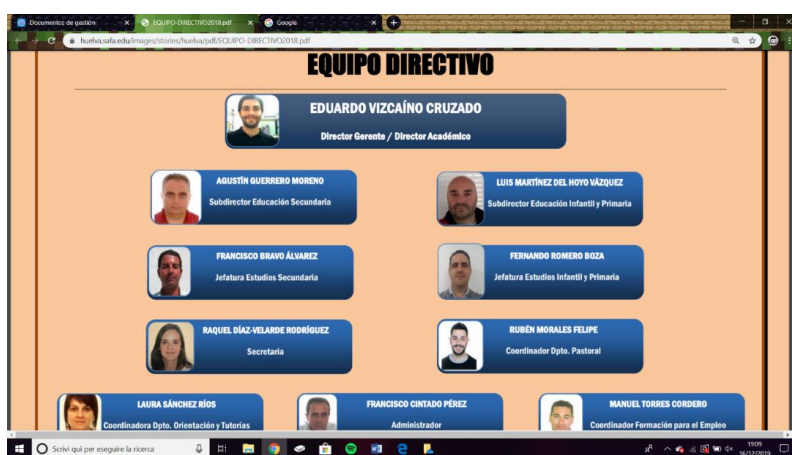 Documentos de gestión
EQUIPO-DIRECTIVO2018.pdf
Google
huelva.safa.edu/images/stories/huelva/pdf/EQUIPO-DIRECTIVO2018.pdf
EQUIPO DIRECTIVO
EDUARDO VIZCAÍNO CRUZADO
Director Gerente / Director Académico
AGUSTÍN GUERRERO MORENO
Subdirector Educación Secundaria
LUIS MARTÍNEZ DEL HOYO VÁZQUEZ
Subdirector Educación Infantil y Primaria
FRANCISCO BRAVO ÁLVAREZ
Jefatura Estudios Secundaria
FERNANDO ROMERO BOZA
Jefatura Estudios Infantil y Primaria
RAQUEL DÍAZ-VELARDE RODRÍGUEZ
Secretaria
RUBÉN MORALES FELIPE
Coordinador Dpto. Pastoral
LAURA SÁNCHEZ RÍOS
Coordinadora Dpto. Orientación y Tutorías
FRANCISCO CINTADO PÉREZ
Administrador
MANUEL TORRES CORDERO
Coordinador Formación para el Empleo
Scrivi qui per eseguire la ricerca
19:09
16/12/2019